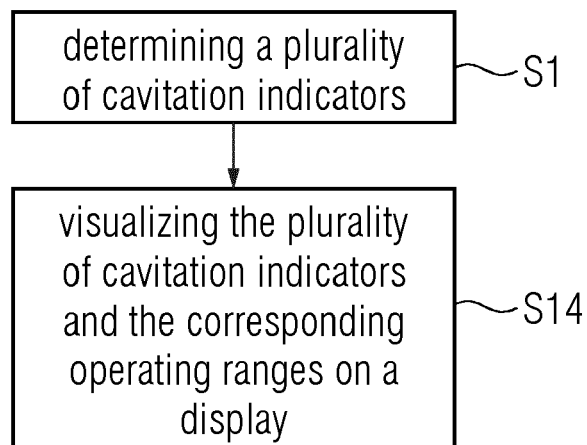 determining a plurality
of cavitation indicators
S1
visualizing the plurality
of cavitation indicators
and the corresponding
operating ranges on a
display
S14